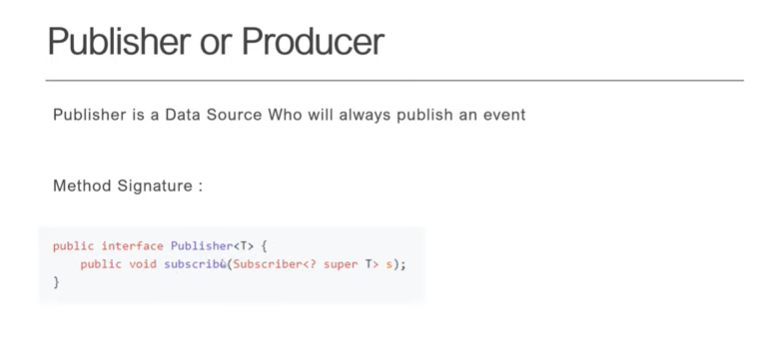 Publisher or Producer
Publisher is a Data Source Who will always publish an event
Method Signature :
public interface Publisher<T> {
    public void subscribe(Subscriber<? super T> s);
}